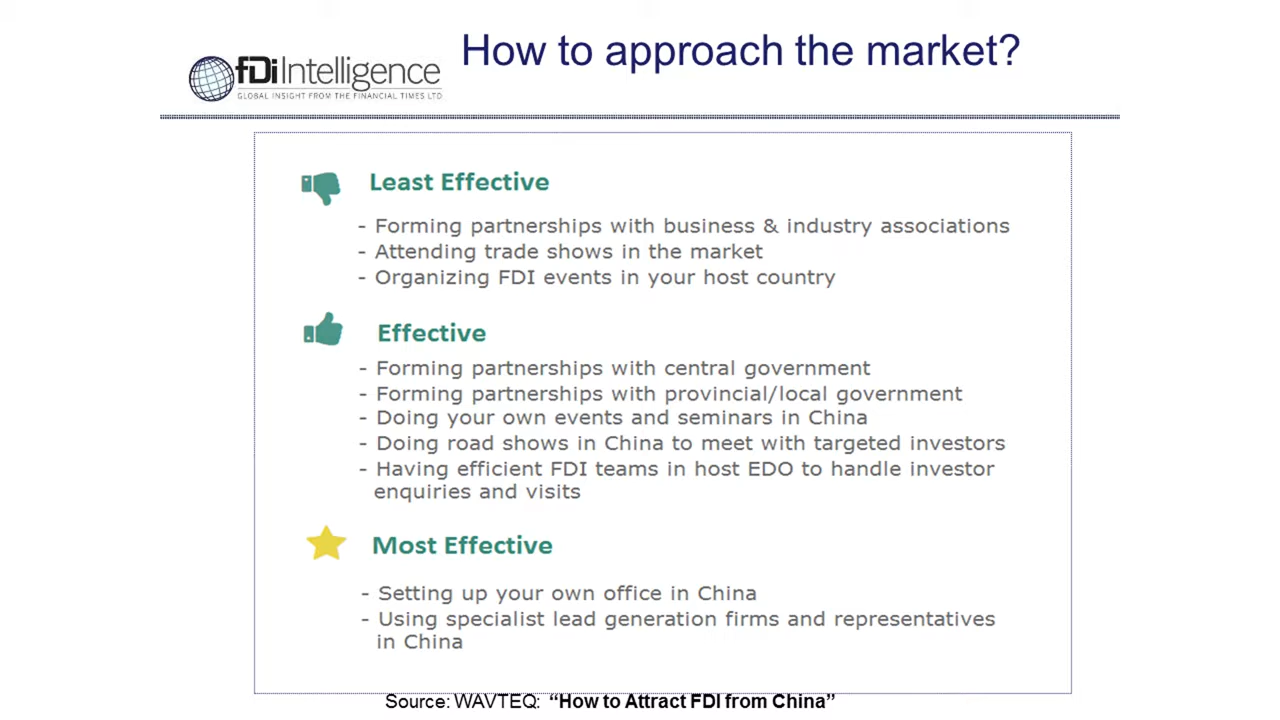 How to approach the market?
fDi Intelligence
GLOBAL INSIGHT FROM THE FINANCIAL TIMES LTD
Least Effective
- Forming partnerships with business & industry associations
- Attending trade shows in the market
- Organizing FDI events in your host country
Effective
- Forming partnerships with central government
- Forming partnerships with provincial/local government
- Doing your own events and seminars in China
- Doing road shows in China to meet with targeted investors
- Having efficient FDI teams in host EDO to handle investor
enquiries and visits
Most Effective
- Setting up your own office in China
- Using specialist lead generation firms and representatives
in China
Source: WAVTEQ: “How to Attract FDI from China”